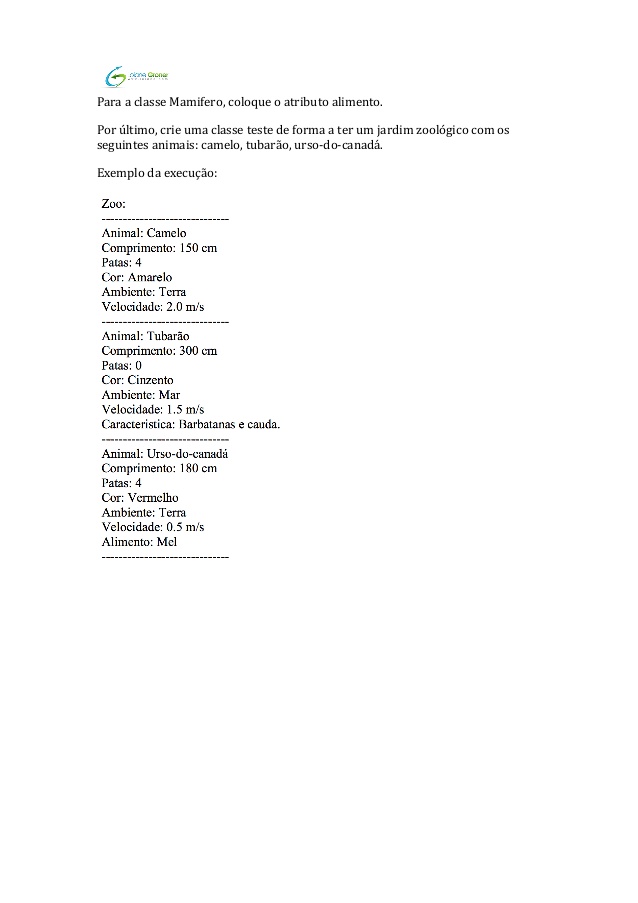 Para a classe Mamifero, coloque o atributo alimento.
Por último, crie uma classe teste de forma a ter um jardim zoológico com os
seguintes animais: camelo, tubarão, urso-do-canadá.
Exemplo da execução:
Zoo:
------------------------------
Animal: Camelo
Comprimento: 150 cm
Patas: 4
Cor: Amarelo
Ambiente: Terra
Velocidade: 2.0 m/s
------------------------------
Animal: Tubarão
Comprimento: 300 cm
Patas: 0
Cor: Cinzento
Ambiente: Mar
Velocidade: 1.5 m/s
Caracteristica: Barbatanas e cauda.
------------------------------
Animal: Urso-do-canadá
Comprimento: 180 cm
Patas: 4
Cor: Vermelho
Ambiente: Terra
Velocidade: 0.5 m/s
Alimento: Mel
------------------------------